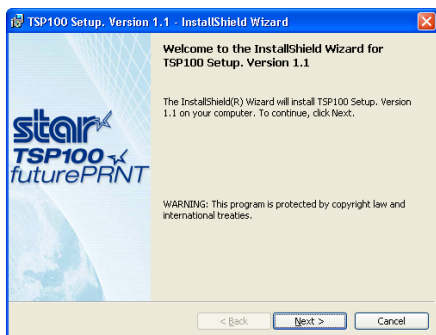 TSP100 Setup. Version 1.1 - InstallShield Wizard
Welcome to the InstallShield Wizard for
TSP100 Setup. Version 1.1
The InstallShield(R) Wizard will install TSP100 Setup. Version
1.1 on your computer. To continue, click Next.
star
TSP100
futurePRNT
WARNING: This program is protected by copyright law and
international treaties.
< Back
Next >
Cancel